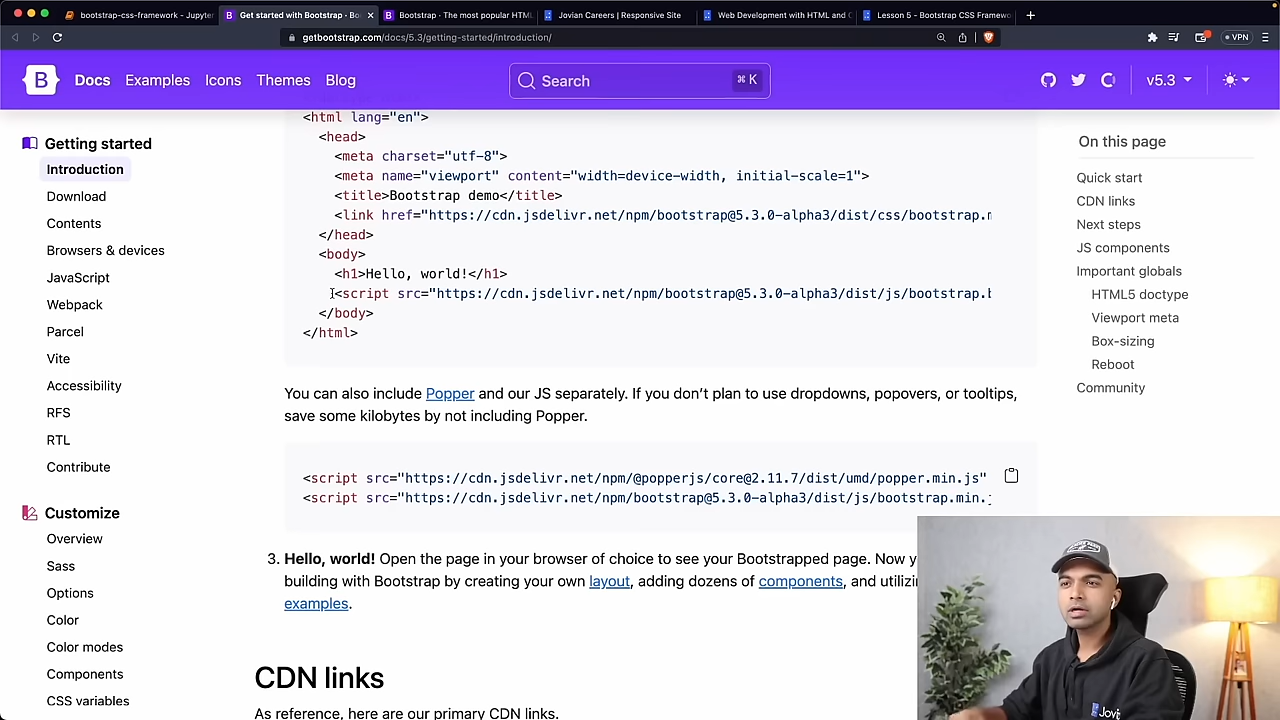 bootstrap-css-framework - Jupyter
Get started with Bootstrap · Bo
Bootstrap · The most popular HTML
Jovian Careers | Responsive Site
Web Development with HTML and C
Lesson 5 - Bootstrap CSS Framewo
getbootstrap.com/docs/5.3/getting-started/introduction/
VPN
B
Docs
Examples
Icons
Themes
Blog
Search
⌘ K
v5.3
Getting started
Introduction
Download
Contents
Browsers & devices
JavaScript
Webpack
Parcel
Vite
Accessibility
RFS
RTL
Contribute
Customize
Overview
Sass
Options
Color
Color modes
Components
CSS variables
<html lang="en">
<head>
<meta charset="utf-8">
<meta name="viewport" content="width=device-width, initial-scale=1">
<title>Bootstrap demo</title>
<link href="https://cdn.jsdelivr.net/npm/bootstrap@5.3.0-alpha3/dist/css/bootstrap.m
</head>
<body>
<h1>Hello, world!</h1>
<script src="https://cdn.jsdelivr.net/npm/bootstrap@5.3.0-alpha3/dist/js/bootstrap.b
</body>
</html>
You can also include Popper and our JS separately. If you don’t plan to use dropdowns, popovers, or tooltips,
save some kilobytes by not including Popper.
<script src="https://cdn.jsdelivr.net/npm/@popperjs/core@2.11.7/dist/umd/popper.min.js"
<script src="https://cdn.jsdelivr.net/npm/bootstrap@5.3.0-alpha3/dist/js/bootstrap.min.j
3. Hello, world! Open the page in your browser of choice to see your Bootstrapped page. Now y
building with Bootstrap by creating your own layout, adding dozens of components, and utilizin
examples.
CDN links
As reference, here are our primary CDN links.
On this page
Quick start
CDN links
Next steps
JS components
Important globals
HTML5 doctype
Viewport meta
Box-sizing
Reboot
Community
Jovi